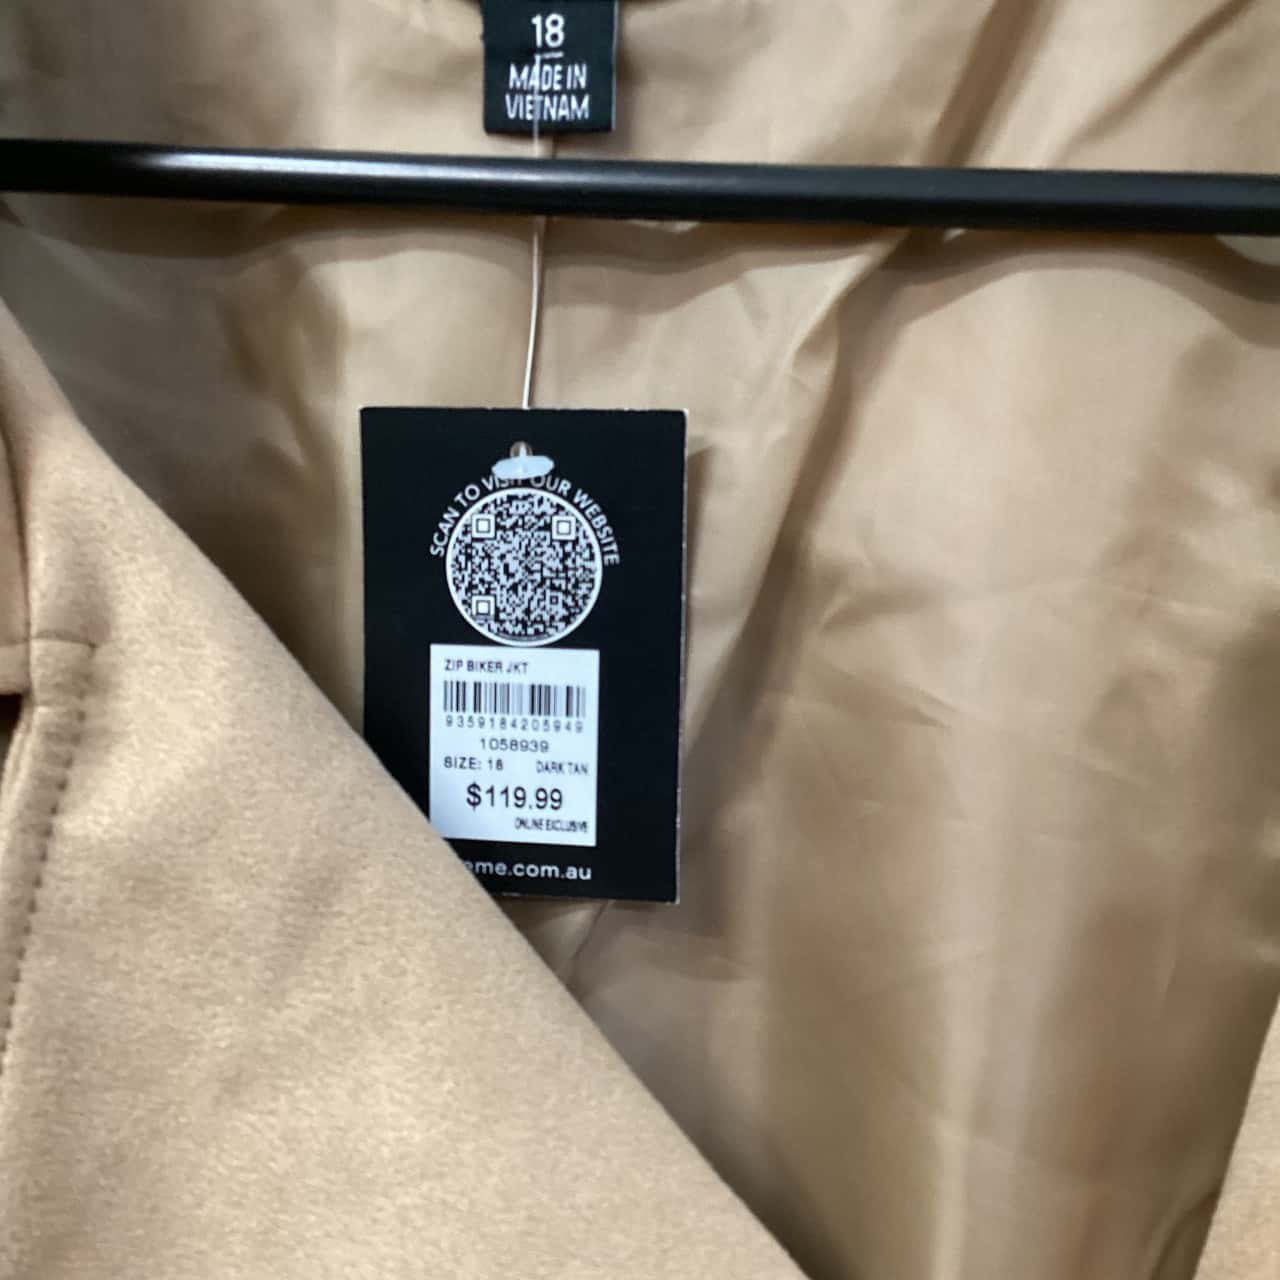 18
MADE IN
VIETNAM
SCAN TO VISIT OUR WEBSITE
ZIP BIKER JKT
9359184205949
1058939
SIZE: 18 DARK TAN
$119.99
ONLINE EXCLUSIVE
eme.com.au